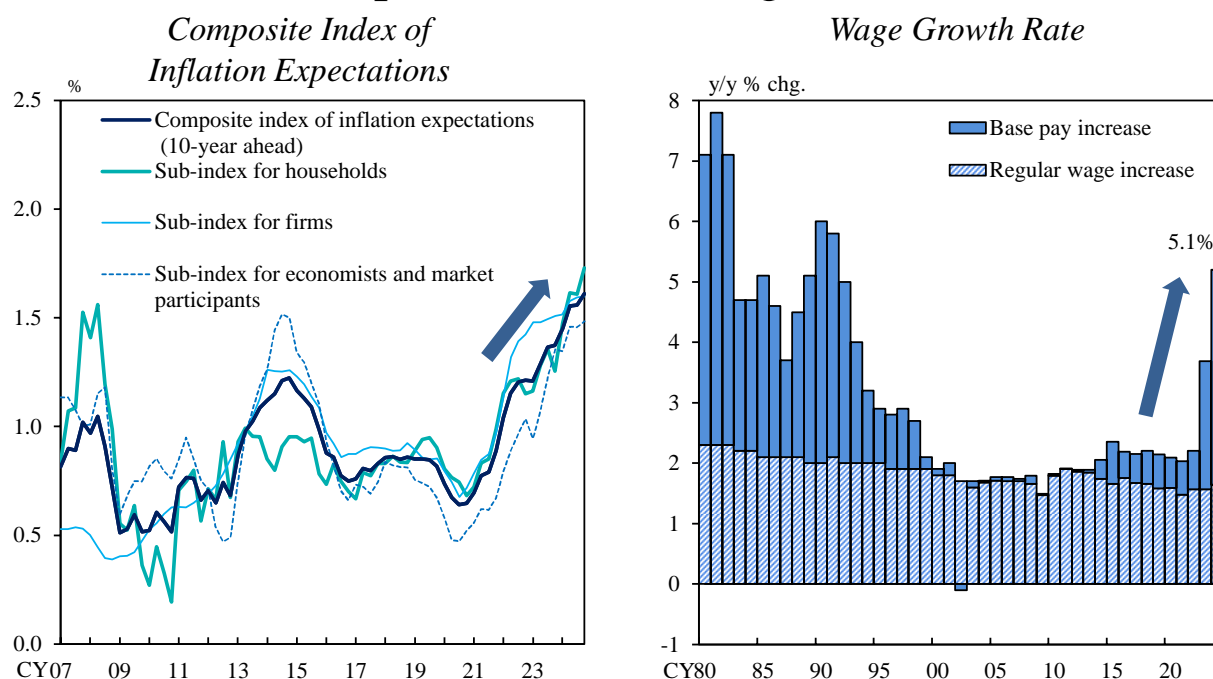 Composite Index of
Inflation Expectations
%
2.5
2.0
1.5
1.0
0.5
0.0
Composite index of inflation expectations
(10-year ahead)
Sub-index for households
Sub-index for firms
Sub-index for economists and market
participants
CY07 09 11 13 15 17 19 21 23
Wage Growth Rate
y/y % chg.
8
7
6
5
4
3
2
1
0
-1
Base pay increase
Regular wage increase
5.1%
CY80 85 90 95 00 05 10 15 20